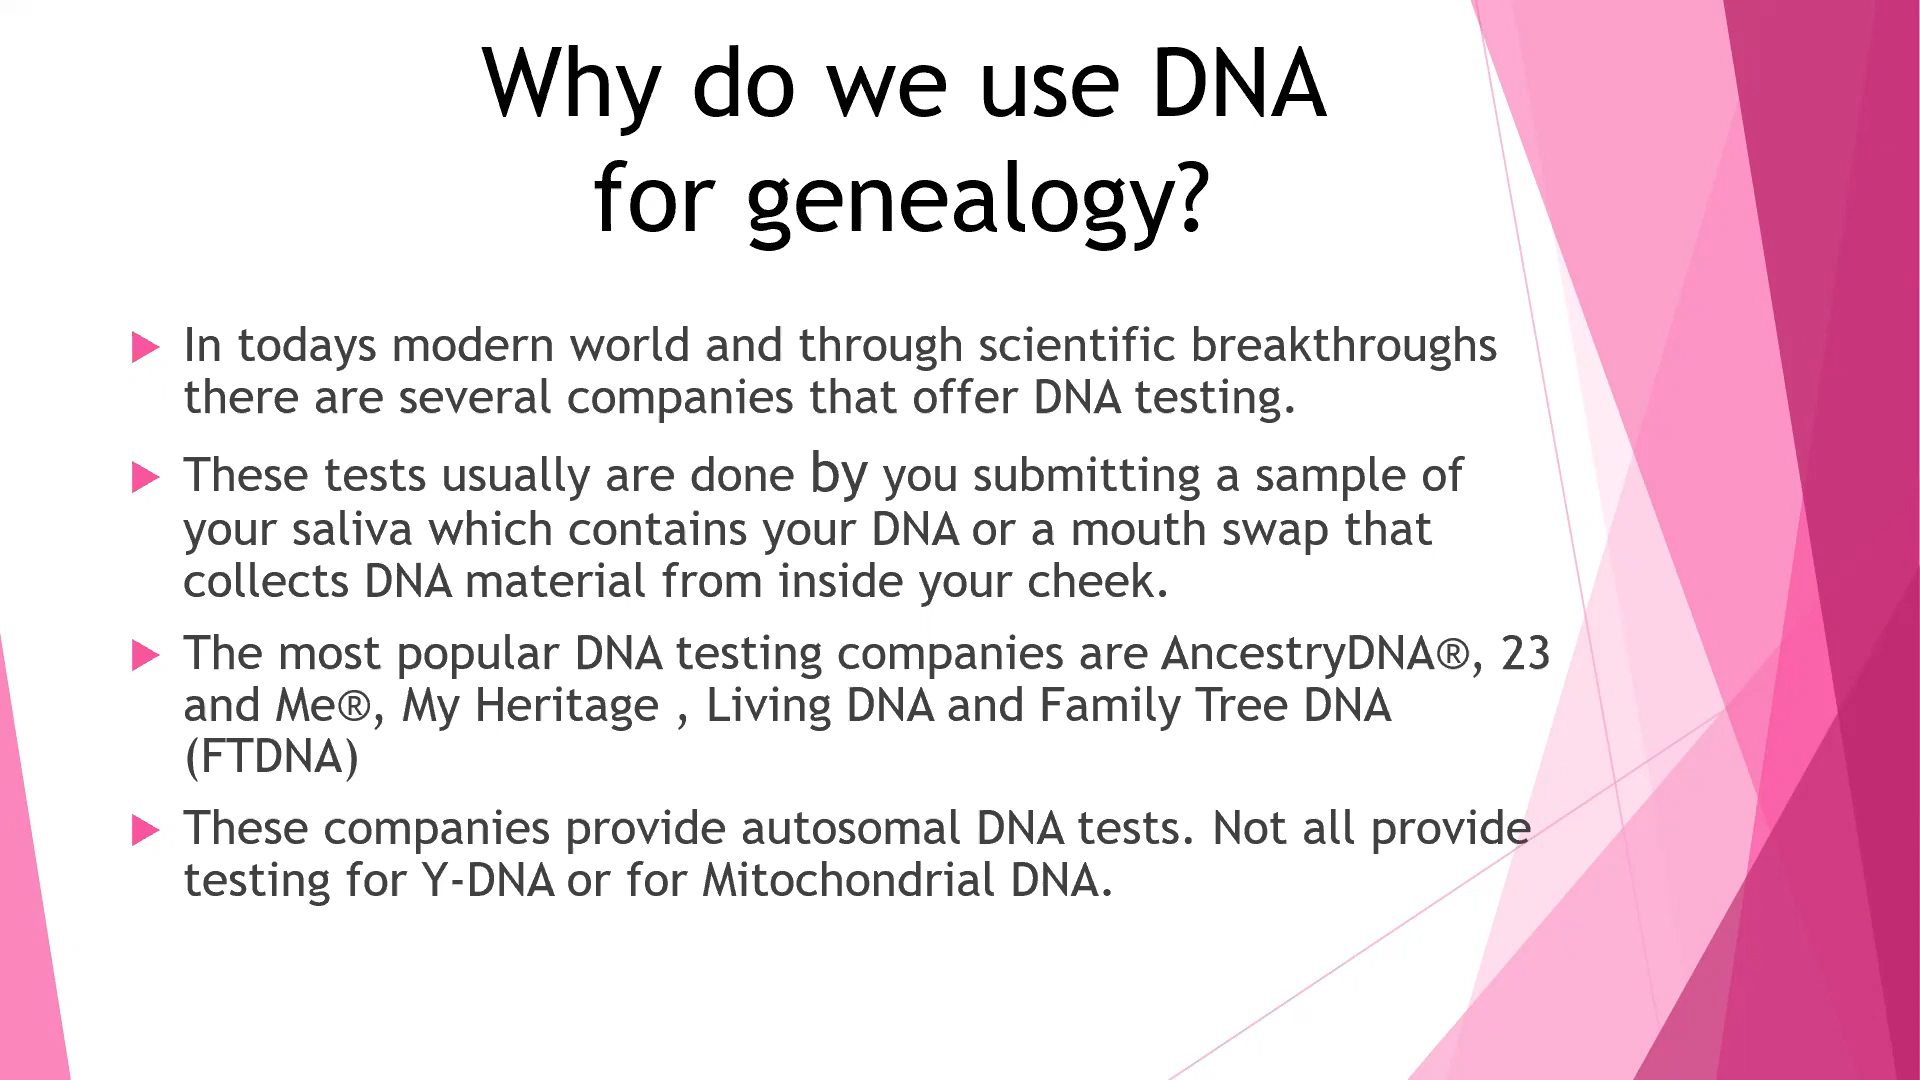 Why do we use DNA
for genealogy?
In todays modern world and through scientific breakthroughs
there are several companies that offer DNA testing.
These tests usually are done by you submitting a sample of
your saliva which contains your DNA or a mouth swap that
collects DNA material from inside your cheek.
The most popular DNA testing companies are AncestryDNA®, 23
and Me®, My Heritage , Living DNA and Family Tree DNA
(FTDNA)
These companies provide autosomal DNA tests. Not all provide
testing for Y-DNA or for Mitochondrial DNA.